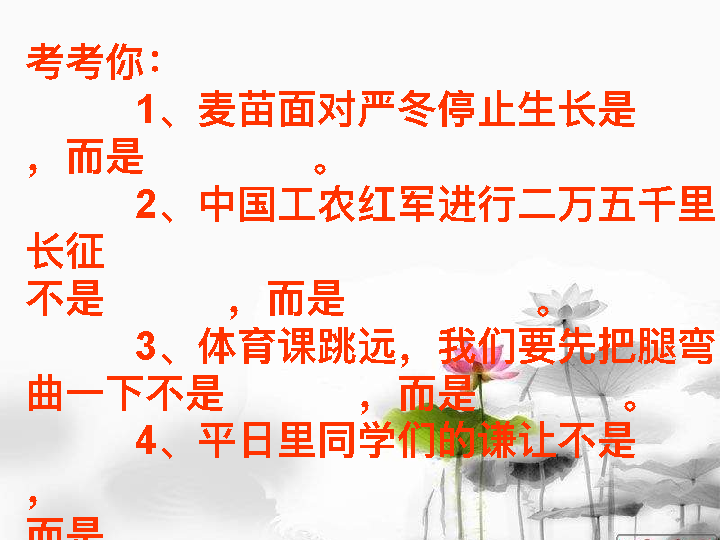 考考你：
1、麦苗面对严冬停止生长是
，而是 。
2、中国工农红军进行二万五千里
长征
不是 ，而是 。
3、体育课跳远，我们要先把腿弯
曲一下不是 ，而是 。
4、平日里同学们的谦让不是
，
而是